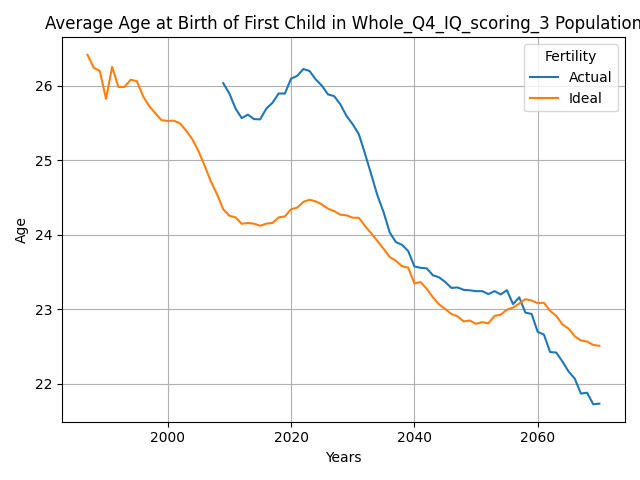 Average Age at Birth of First Child in Whole_Q4_IQ_scoring_3 Population
Fertility
Actual
Ideal
Age
26
25
24
23
22
2000
2020
2040
2060
Years